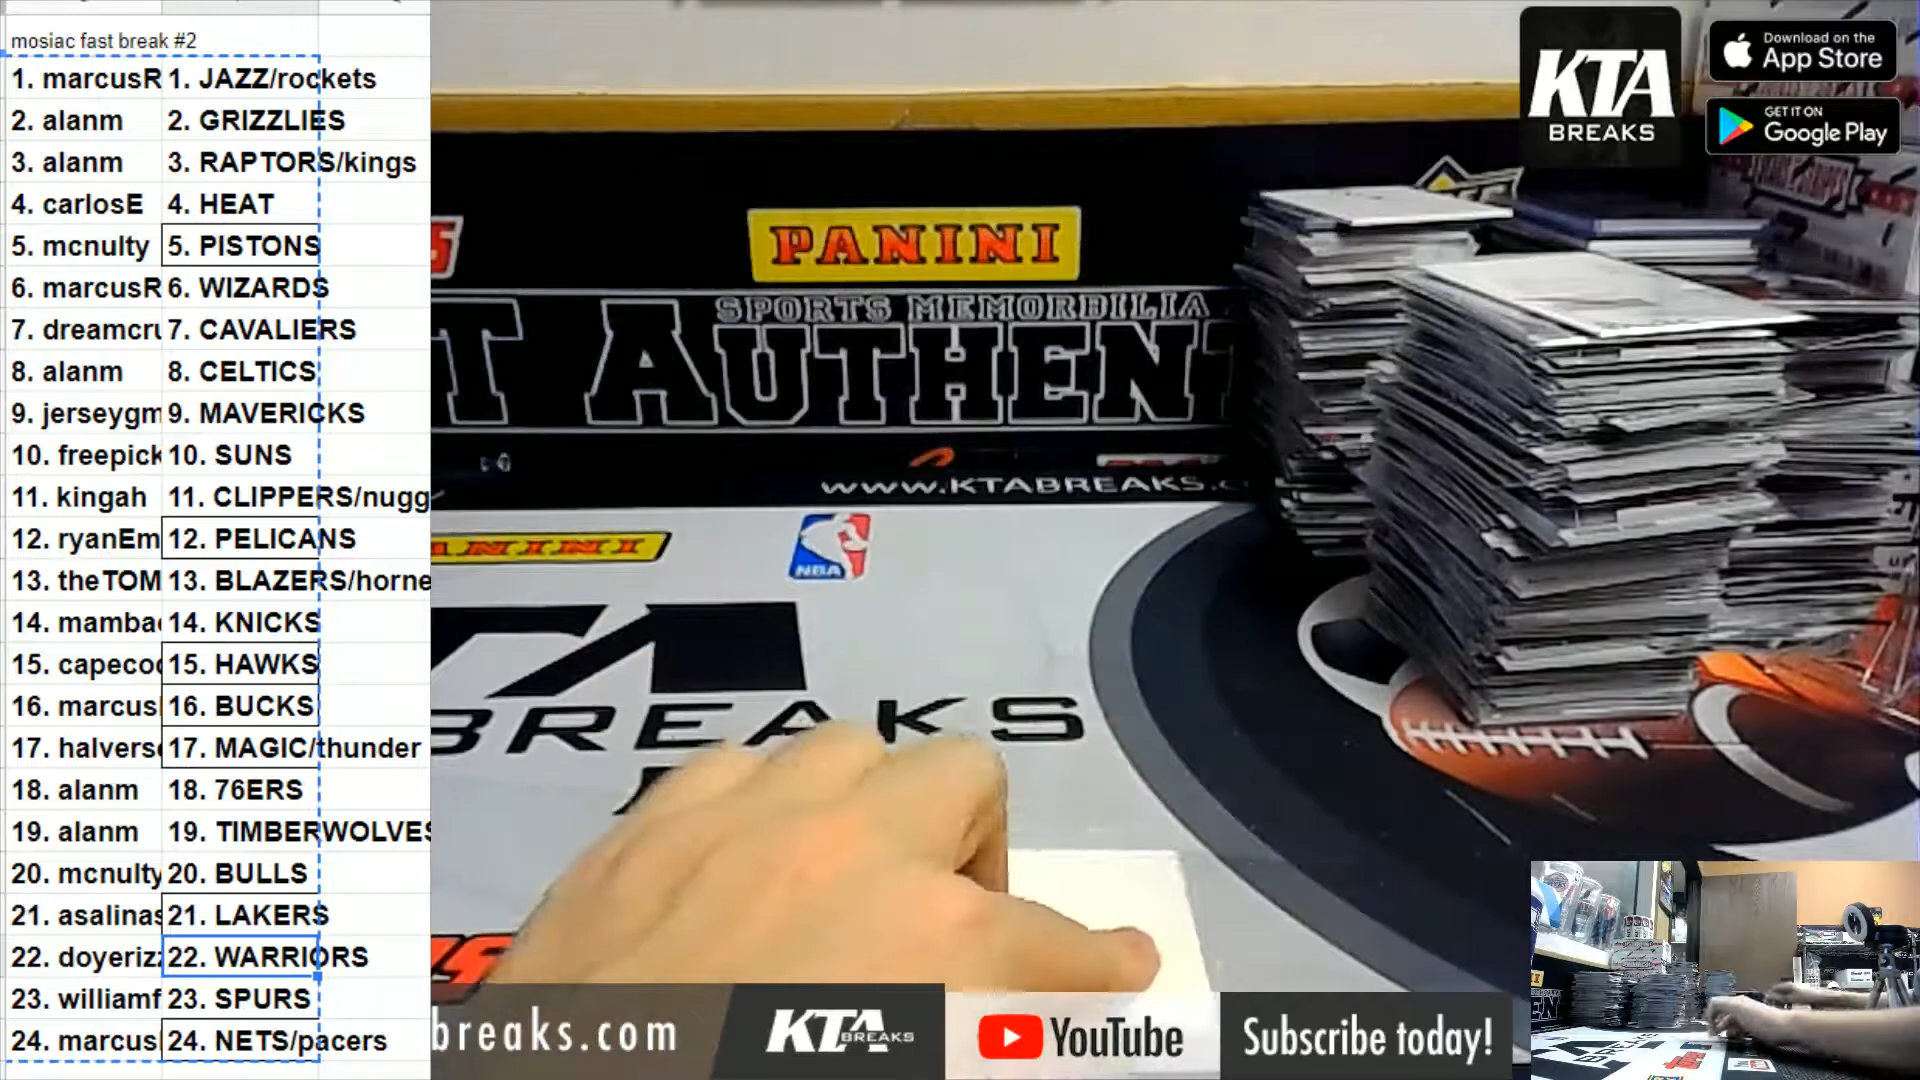 mosiac fast break #2
1. marcusR 1. JAZZ/rockets
2. alanm 2. GRIZZLIES
3. alanm 3. RAPTORS/kings
4. carlosE 4. HEAT
5. mcnulty 5. PISTONS
6. marcusR 6. WIZARDS
7. dreamcru 7. CAVALIERS
8. alanm 8. CELTICS
9. jerseygm 9. MAVERICKS
10. freepick 10. SUNS
11. kingah 11. CLIPPERS/nugg
12. ryanEm 12. PELICANS
13. theTOM 13. BLAZERS/horne
14. mamba 14. KNICKS
15. capeco 15. HAWKS
16. marcus 16. BUCKS
17. halvers 17. MAGIC/thunder
18. alanm 18. 76ERS
19. alanm 19. TIMBERWOLVES
20. mcnulty 20. BULLS
21. asalinas 21. LAKERS
22. doyeriz 22. WARRIORS
23. williamf 23. SPURS
24. marcus 24. NETS/pacers
KTA
BREAKS
Download on the
App Store
GET IT ON
Google Play
PANINI
SPORTS MEMORDILIA
T AUTHENT
www.KTABREAKS.c
ANINI
NBA
BREAKS
breaks.com
KTA BREAKS
YouTube
Subscribe today!